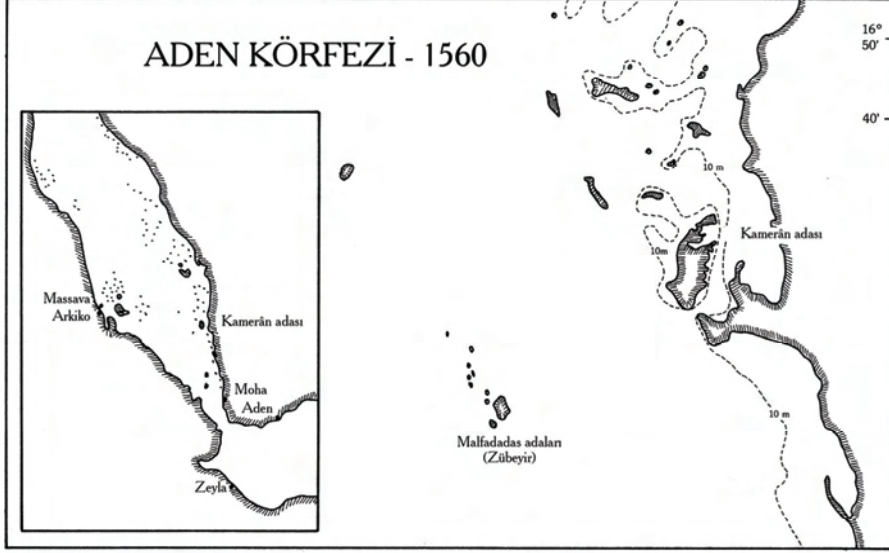 ADEN KÖRFEZİ - 1560
16°
50'
40'
10 m
Kamerân adası
10m
Massava
Arkiko
Kamerân adası
Moha
Aden
Zeyla
Malfadadas adaları
(Zübeyir)
10 m